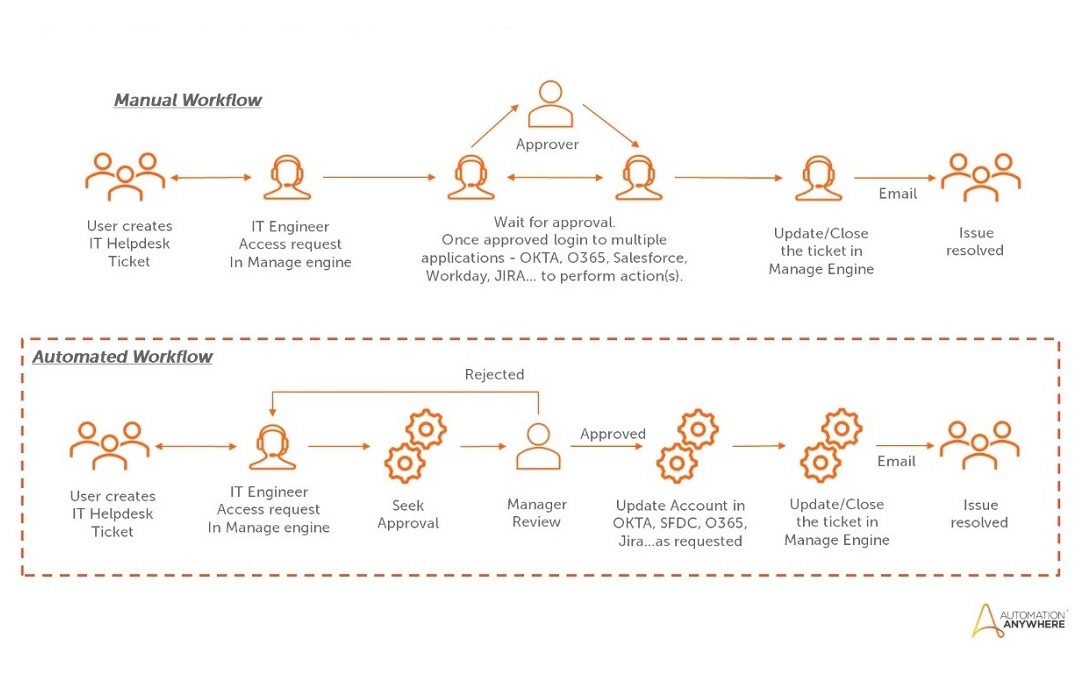 Manual Workflow
Approver
Email
User creates
IT Helpdesk
Ticket
IT Engineer
Access request
In Manage engine
Wait for approval.
Once approved login to multiple
applications - OKTA, O365, Salesforce,
Workday, JIRA... to perform action(s).
Update/Close
the ticket in
Manage Engine
Issue
resolved
Automated Workflow
Rejected
Approved
Email
User creates
IT Helpdesk
Ticket
IT Engineer
Access request
In Manage engine
Seek
Approval
Manager
Review
Update Account in
OKTA, SFDC, O365,
Jira...as requested
Update/Close
the ticket in
Manage Engine
Issue
resolved
AUTOMATION
ANYWHERE